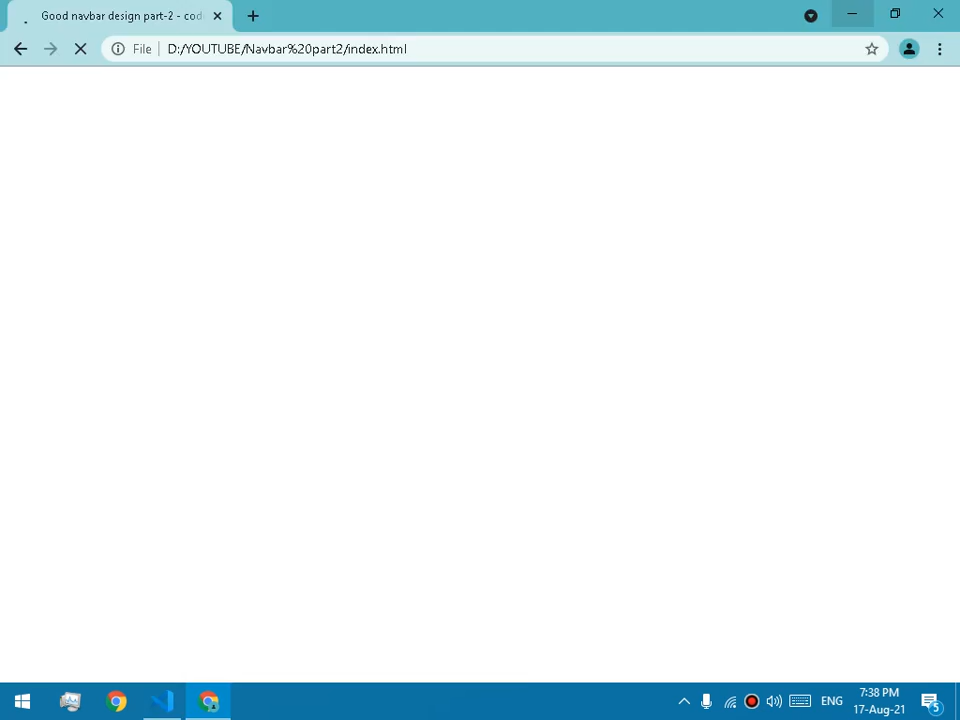 Good navbar design part-2 - cod
File
D:/YOUTUBE/Navbar%20part2/index.html
ENG
7:38 PM
17-Aug-21
5